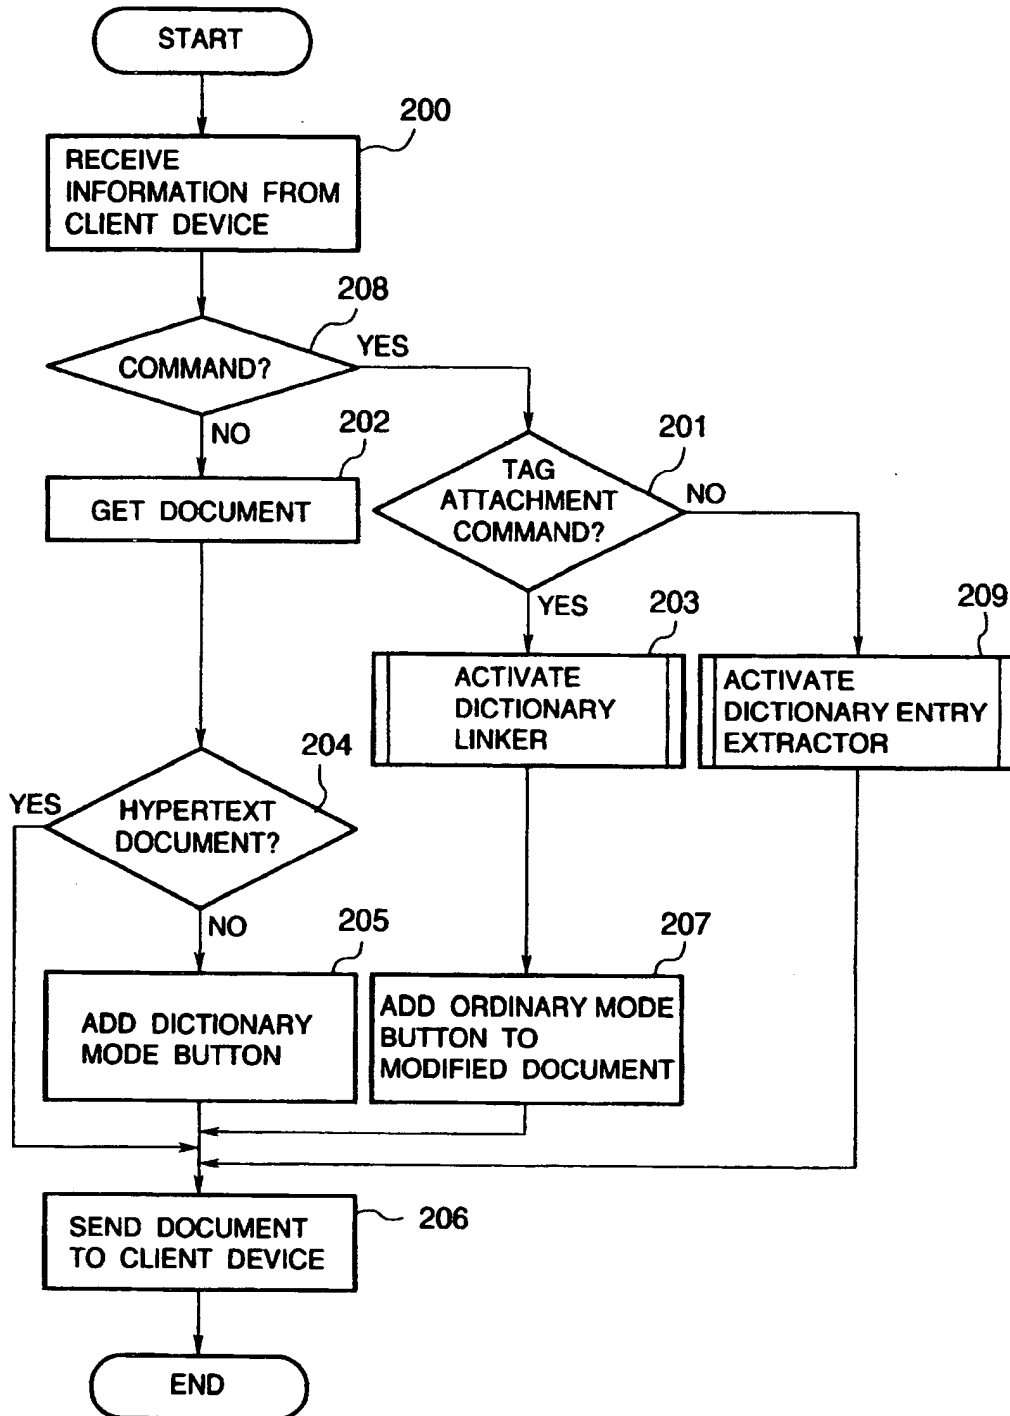 START
200
RECEIVE
INFORMATION FROM
CLIENT DEVICE
208
COMMAND?
YES
NO
202
GET DOCUMENT
201
TAG
ATTACHMENT
COMMAND?
NO
YES
203
ACTIVATE
DICTIONARY
LINKER
209
ACTIVATE
DICTIONARY ENTRY
EXTRACTOR
204
YES
HYPERTEXT
DOCUMENT?
NO
205
ADD DICTIONARY
MODE BUTTON
207
ADD ORDINARY MODE
BUTTON TO
MODIFIED DOCUMENT
SEND DOCUMENT
TO CLIENT DEVICE
206
END